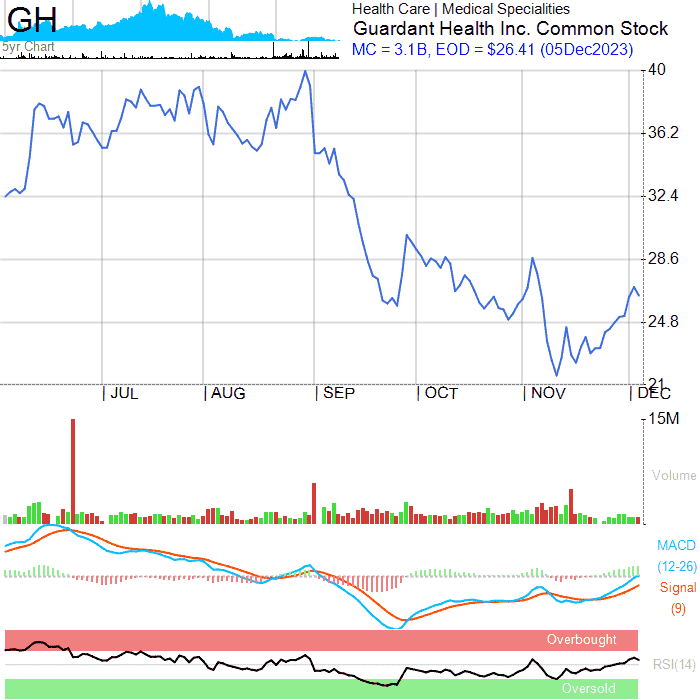 GH
5yr Chart
Health Care | Medical Specialities
Guardant Health Inc. Common Stock
MC = 3.1B, EOD = $26.41 (05Dec2023)
40
36.2
32.4
28.6
24.8
21
| JUL | AUG | SEP | OCT | NOV | DEC
15M
Volume
MACD
(12-26)
Signal
(9)
Overbought
RSI(14)
Oversold